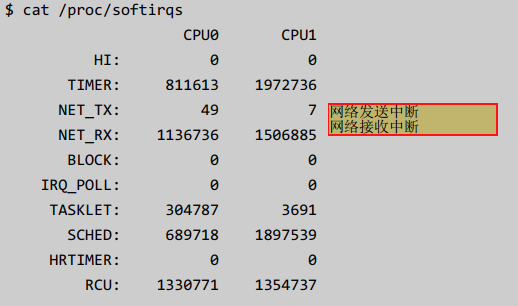 $ cat /proc/softirqs
CPU0 CPU1
HI: 0 0
TIMER: 811613 1972736
NET_TX: 49 7 网络发送中断
NET_RX: 1136736 1506885 网络接收中断
BLOCK: 0 0
IRQ_POLL: 0 0
TASKLET: 304787 3691
SCHED: 689718 1897539
HRTIMER: 0 0
RCU: 1330771 1354737